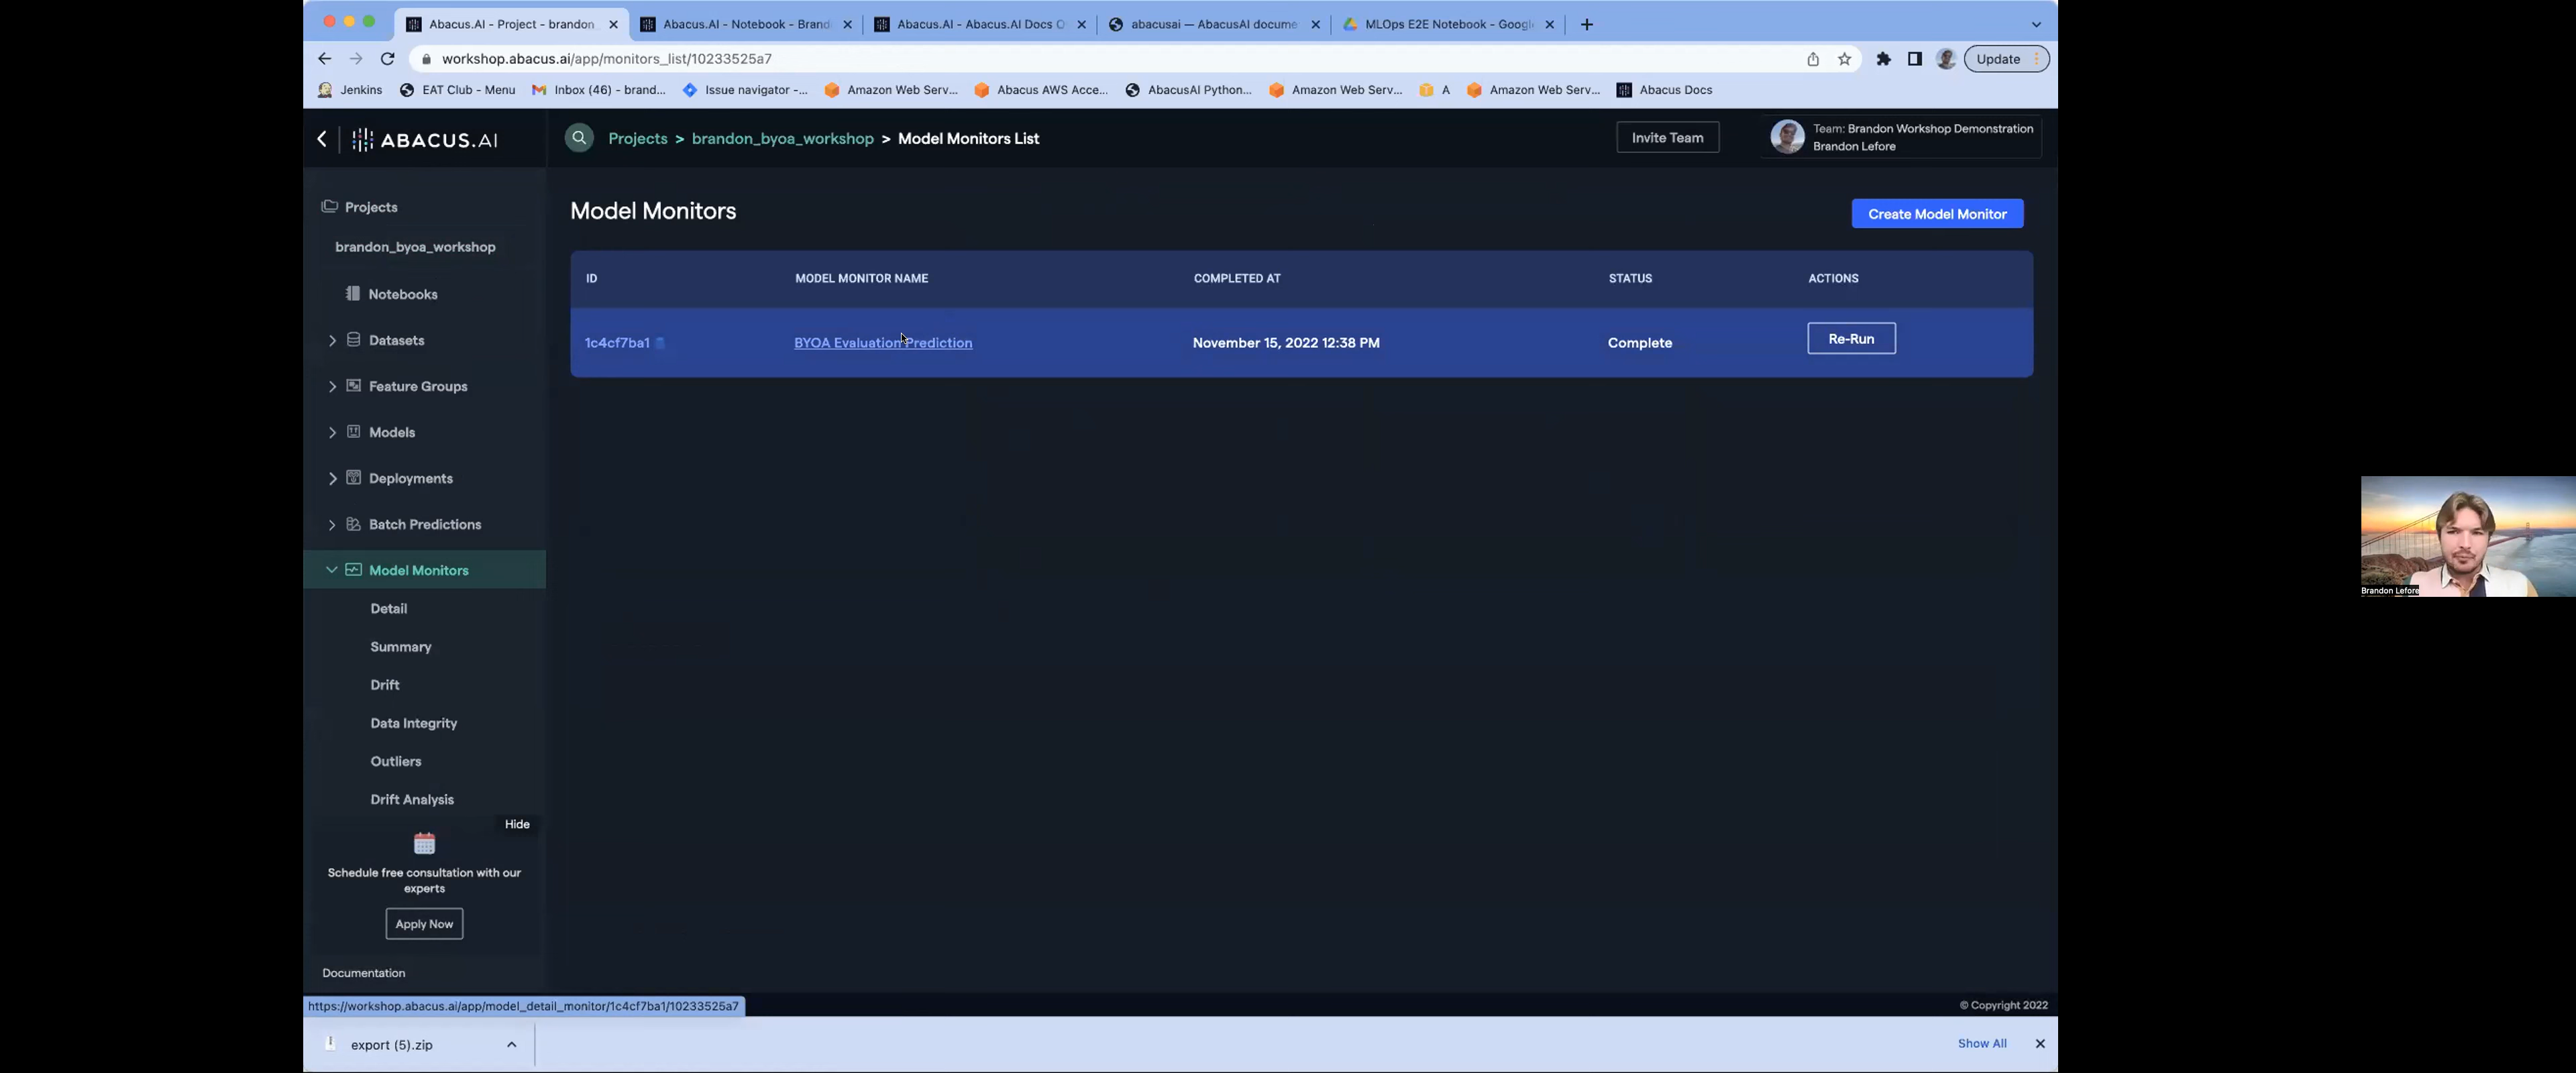 Abacus.AI - Project - brandon
Abacus.AI - Notebook - Brand
Abacus.AI - Abacus.AI Docs O
abacusai — AbacusAI docume
MLOps E2E Notebook - Googl
workshop.abacus.ai/app/monitors_list/10233525a7
Update
Jenkins
EAT Club - Menu
Inbox (46) - brand...
Issue navigator -...
Amazon Web Serv...
Abacus AWS Acce...
AbacusAI Python...
Amazon Web Serv...
A
Amazon Web Serv...
Abacus Docs
ABACUS.AI
Projects > brandon_byoa_workshop > Model Monitors List
Invite Team
Team: Brandon Workshop Demonstration
Brandon Lefore
Projects
brandon_byoa_workshop
Notebooks
Datasets
Feature Groups
Models
Deployments
Batch Predictions
Model Monitors
Detail
Summary
Drift
Data Integrity
Outliers
Drift Analysis
Hide
Schedule free consultation with our
experts
Apply Now
Documentation
Model Monitors
Create Model Monitor
ID MODEL MONITOR NAME COMPLETED AT STATUS ACTIONS
1c4cf7ba1 BYOA Evaluation Prediction November 15, 2022 12:38 PM Complete Re-Run
Brandon Lefore
https://workshop.abacus.ai/app/model_detail_monitor/1c4cf7ba1/10233525a7
© Copyright 2022
export (5).zip
Show All